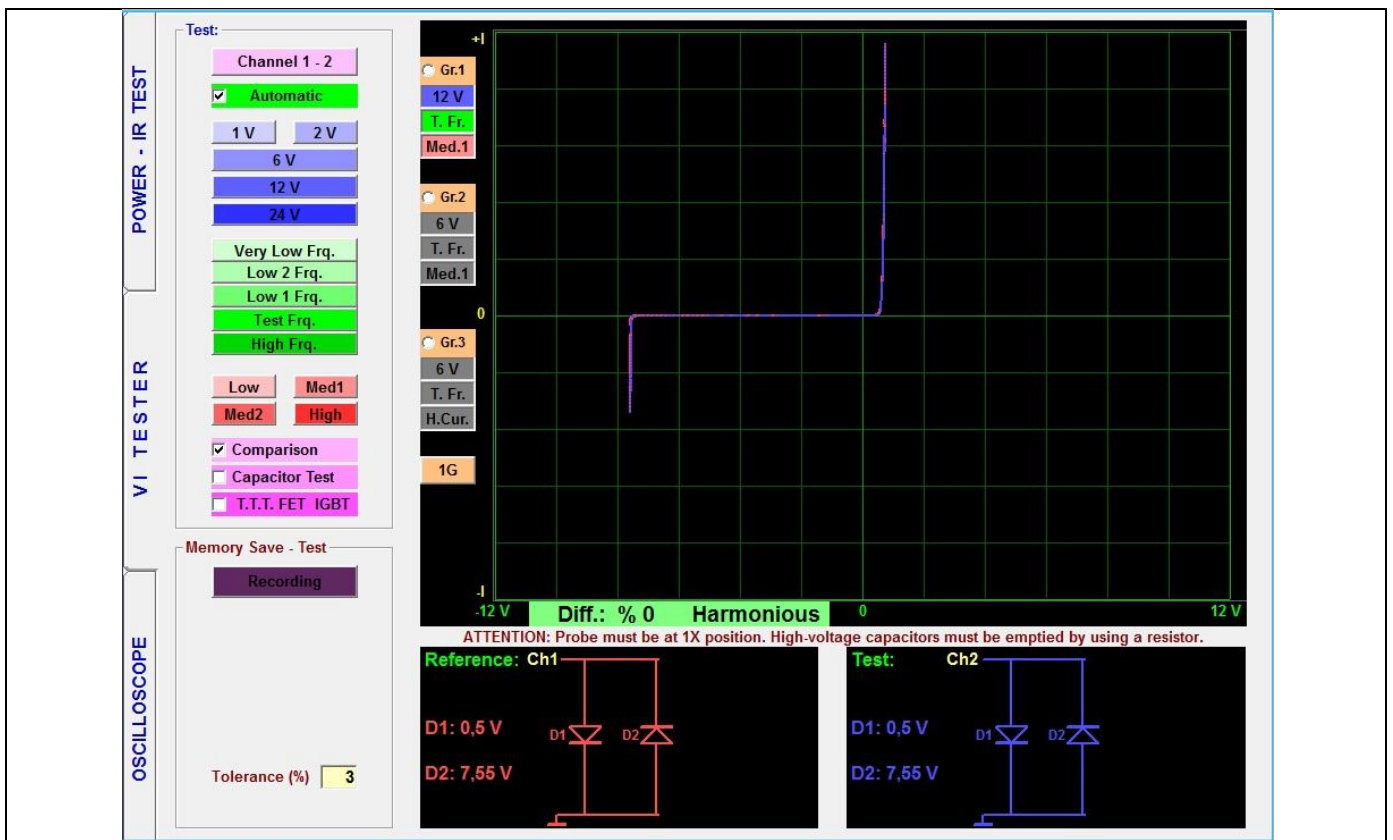 POWER - IR TEST
VI TESTER
OSCILLOSCOPE
Test:
Channel 1 - 2
Automatic
1 V
2 V
6 V
12 V
24 V
Very Low Frq.
Low 2 Frq.
Low 1 Frq.
Test Frq.
High Frq.
Low
Med1
Med2
High
Comparison
Capacitor Test
T.T.T. FET IGBT
Memory Save - Test
Recording
Tolerance (%) 3
+I
Gr.1
12 V
T. Fr.
Med.1
Gr.2
6 V
T. Fr.
Med.1
0
Gr.3
6 V
T. Fr.
H.Cur.
1G
-I
-12 V
Diff.: % 0 Harmonious
0
12 V
ATTENTION: Probe must be at 1X position. High-voltage capacitors must be emptied by using a resistor.
Reference: Ch1
D1: 0,5 V
D1
D2
D2: 7,55 V
Test: Ch2
D1: 0,5 V
D1
D2
D2: 7,55 V